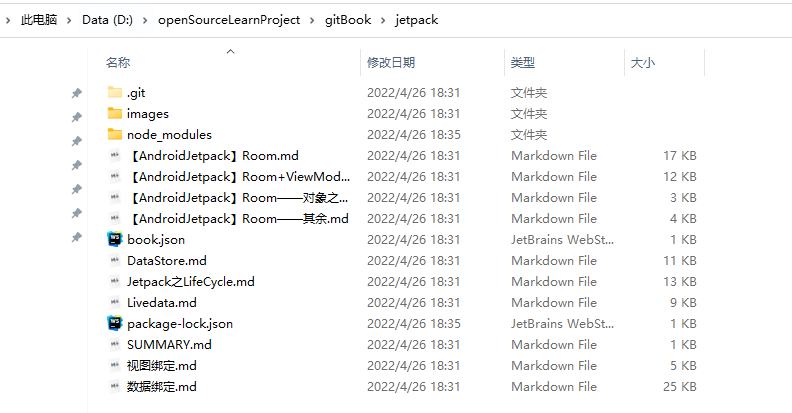 此电脑 › Data (D:) › openSourceLearnProject › gitBook › jetpack
名称 修改日期 类型 大小
.git 2022/4/26 18:31 文件夹
images 2022/4/26 18:31 文件夹
node_modules 2022/4/26 18:35 文件夹
【AndroidJetpack】Room.md 2022/4/26 18:31 Markdown File 17 KB
【AndroidJetpack】Room+ViewMod... 2022/4/26 18:31 Markdown File 12 KB
【AndroidJetpack】Room——对象之... 2022/4/26 18:31 Markdown File 3 KB
【AndroidJetpack】Room——其余.md 2022/4/26 18:31 Markdown File 4 KB
book.json 2022/4/26 18:31 JetBrains WebSt... 1 KB
DataStore.md 2022/4/26 18:31 Markdown File 11 KB
Jetpack之LifeCycle.md 2022/4/26 18:31 Markdown File 13 KB
Livedata.md 2022/4/26 18:31 Markdown File 9 KB
package-lock.json 2022/4/26 18:35 JetBrains WebSt... 1 KB
SUMMARY.md 2022/4/26 18:31 Markdown File 1 KB
视图绑定.md 2022/4/26 18:31 Markdown File 5 KB
数据绑定.md 2022/4/26 18:31 Markdown File 25 KB